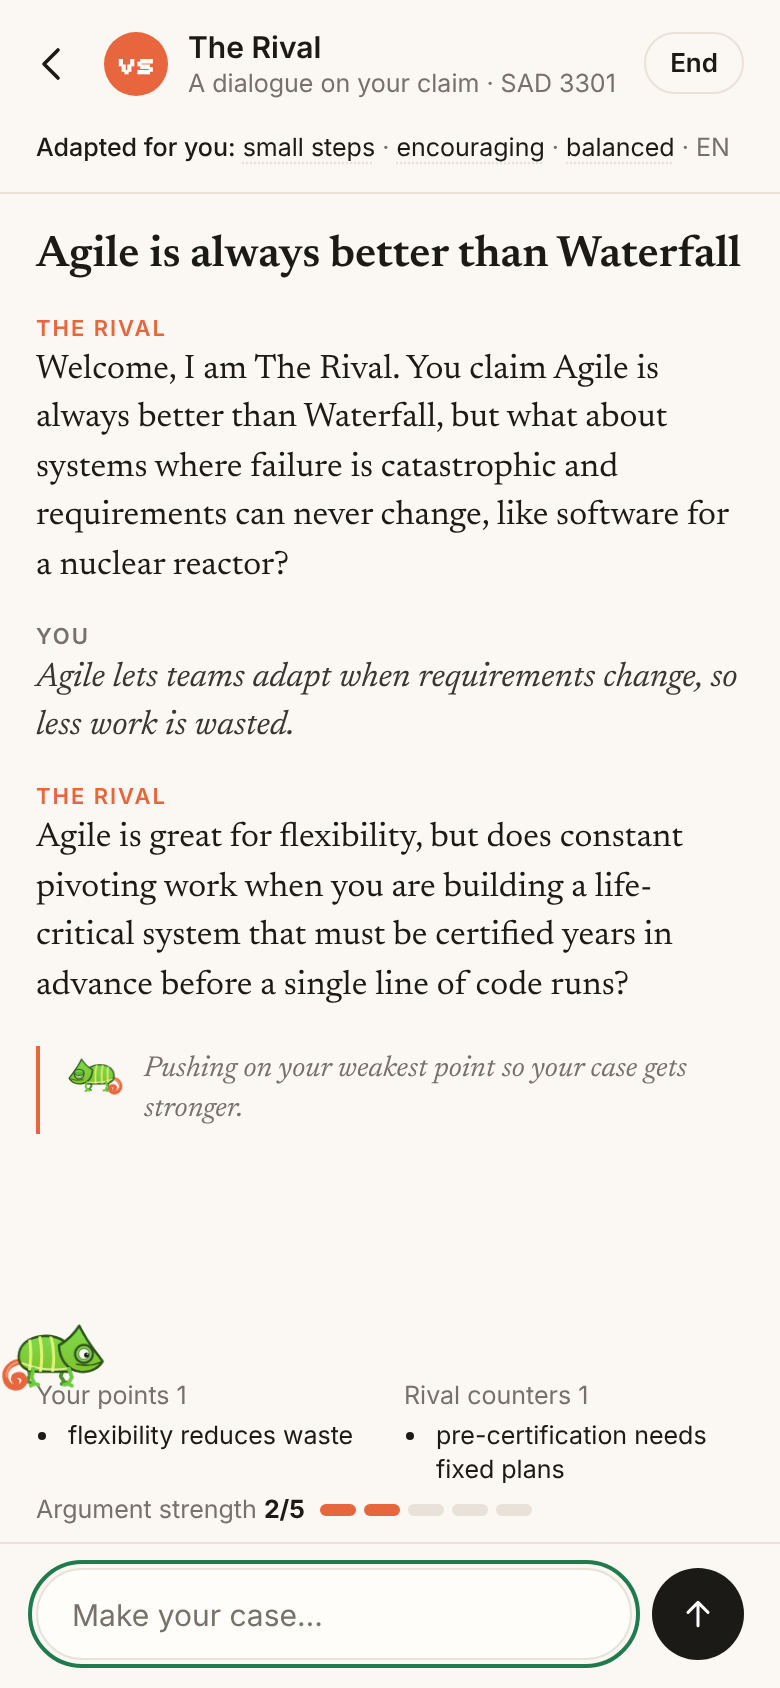 vs
The Rival
A dialogue on your claim · SAD 3301
End
Adapted for you: small steps · encouraging · balanced · EN
Agile is always better than Waterfall
THE RIVAL
Welcome, I am The Rival. You claim Agile is
always better than Waterfall, but what about
systems where failure is catastrophic and
requirements can never change, like software for
a nuclear reactor?
YOU
Agile lets teams adapt when requirements change, so
less work is wasted.
THE RIVAL
Agile is great for flexibility, but does constant
pivoting work when you are building a life-
critical system that must be certified years in
advance before a single line of code runs?
Pushing on your weakest point so your case gets
stronger.
Your points 1
• flexibility reduces waste
Rival counters 1
• pre-certification needs
fixed plans
Argument strength 2/5
Make your case...